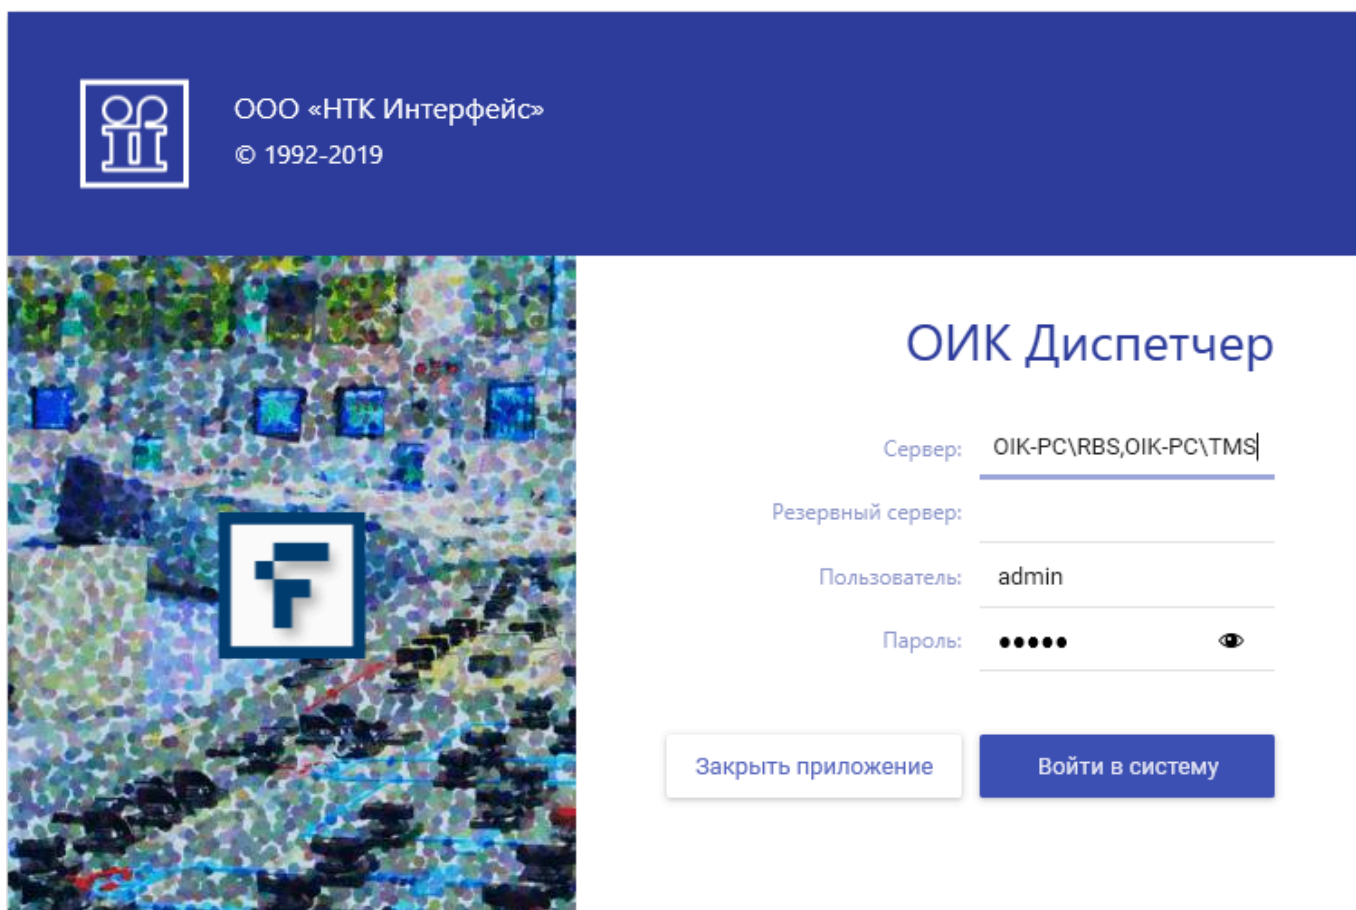 ООО «НТК Интерфейс»
© 1992-2019
ОИК Диспетчер
Сервер: OIK-PC\RBS,OIK-PC\TMS
Резервный сервер:
Пользователь: admin
Пароль: •••••
Закрыть приложение
Войти в систему
F